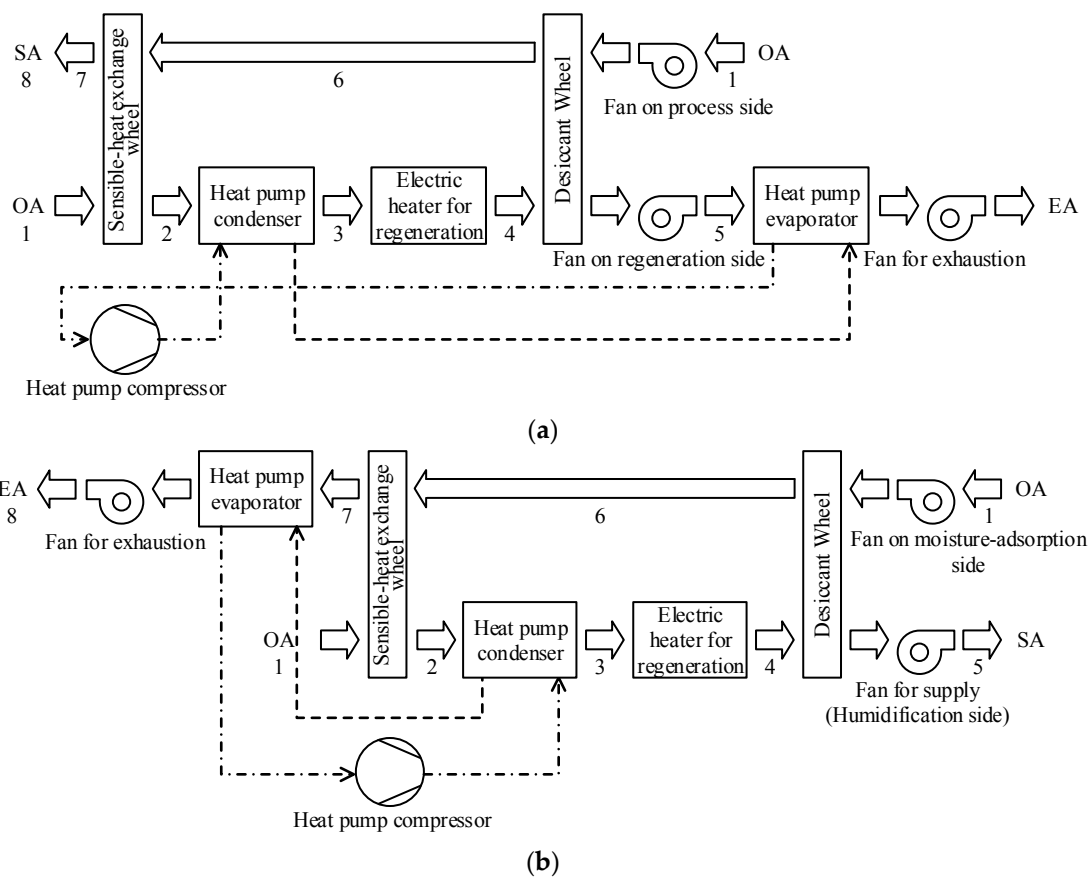 SA
8
7
Sensible-heat exchange
wheel
6
Desiccant Wheel
1
OA
Fan on process side
OA
1
2
Heat pump
condenser
3
Electric
heater for
regeneration
4
Fan on regeneration side
5
Heat pump
evaporator
Fan for exhaustion
EA
Heat pump compressor
(a)
EA
8
Fan for exhaustion
Heat pump
evaporator
7
Sensible-heat exchange
wheel
6
Desiccant Wheel
OA
1
Fan on moisture-adsorption
side
OA
1
2
Heat pump
condenser
3
Electric
heater for
regeneration
4
SA
5
Fan for supply
(Humidification side)
Heat pump compressor
(b)